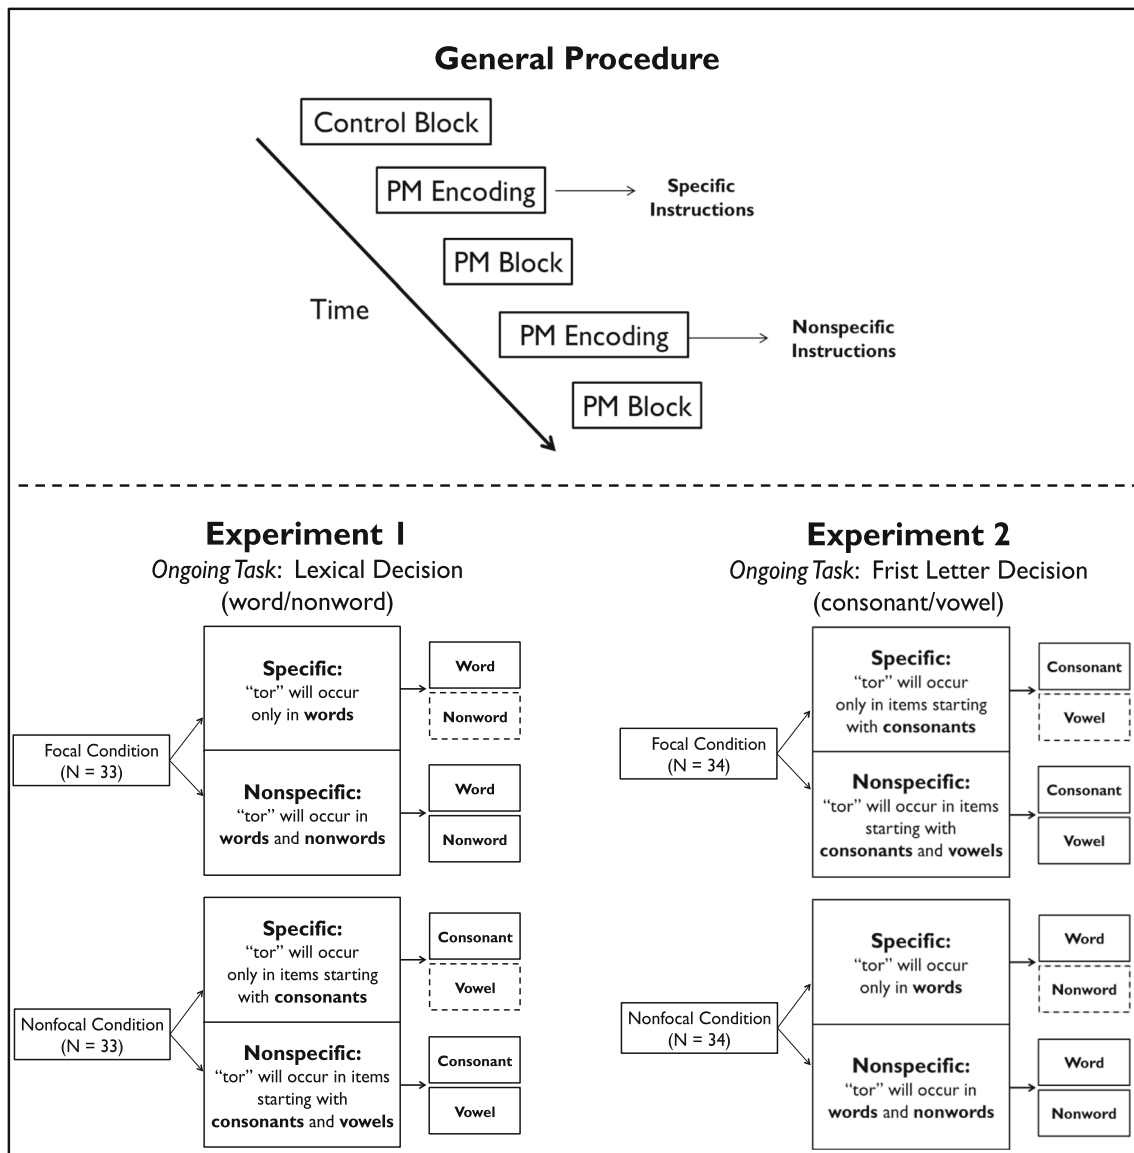 General Procedure
Control Block
PM Encoding
Specific
Instructions
PM Block
Time
PM Encoding
Nonspecific
Instructions
PM Block
Experiment 1
Ongoing Task: Lexical Decision
(word/nonword)
Focal Condition
(N = 33)
Specific:
“tor” will occur
only in words
Word
Nonword
Nonspecific:
“tor” will occur in
words and nonwords
Word
Nonword
Nonfocal Condition
(N = 33)
Specific:
“tor” will occur
only in items starting
with consonants
Consonant
Vowel
Nonspecific:
“tor” will occur in items
starting with
consonants and vowels
Consonant
Vowel
Experiment 2
Ongoing Task: Frist Letter Decision
(consonant/vowel)
Focal Condition
(N = 34)
Specific:
“tor” will occur
only in items starting
with consonants
Consonant
Vowel
Nonspecific:
“tor” will occur in items
starting with
consonants and vowels
Consonant
Vowel
Nonfocal Condition
(N = 34)
Specific:
“tor” will occur
only in words
Word
Nonword
Nonspecific:
“tor” will occur in
words and nonwords
Word
Nonword